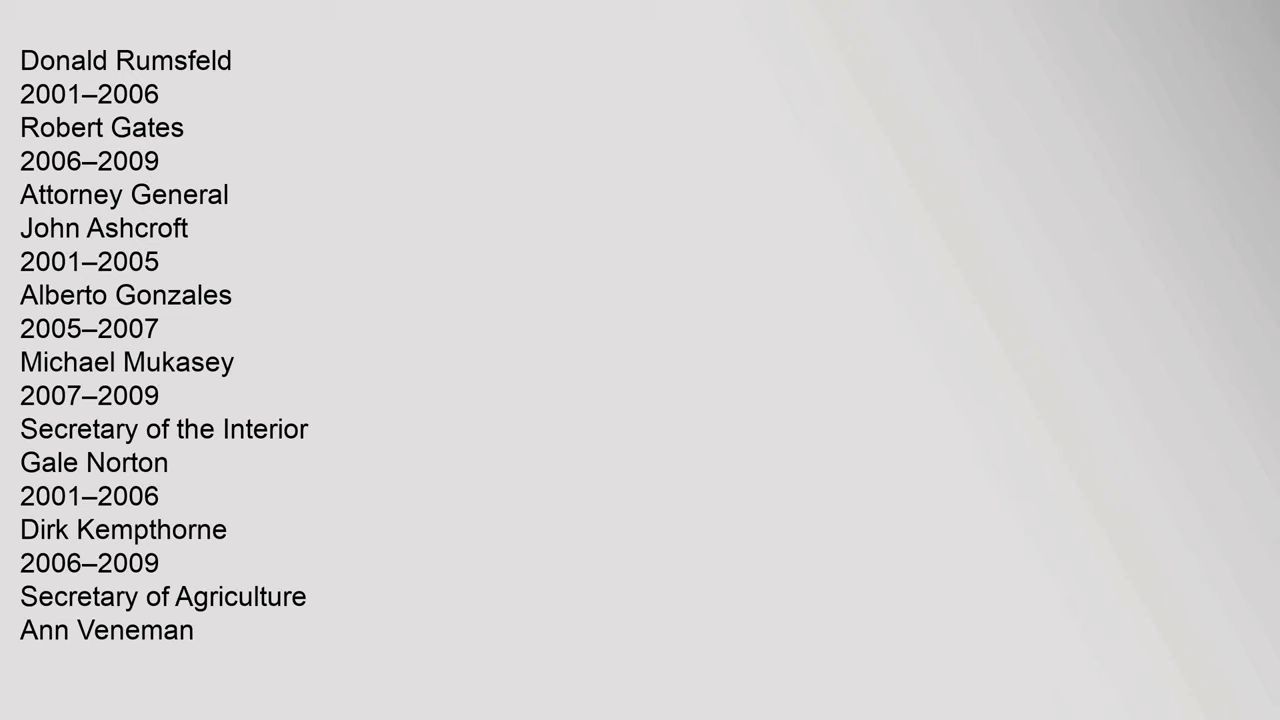 Donald Rumsfeld
2001–2006
Robert Gates
2006–2009
Attorney General
John Ashcroft
2001–2005
Alberto Gonzales
2005–2007
Michael Mukasey
2007–2009
Secretary of the Interior
Gale Norton
2001–2006
Dirk Kempthorne
2006–2009
Secretary of Agriculture
Ann Veneman